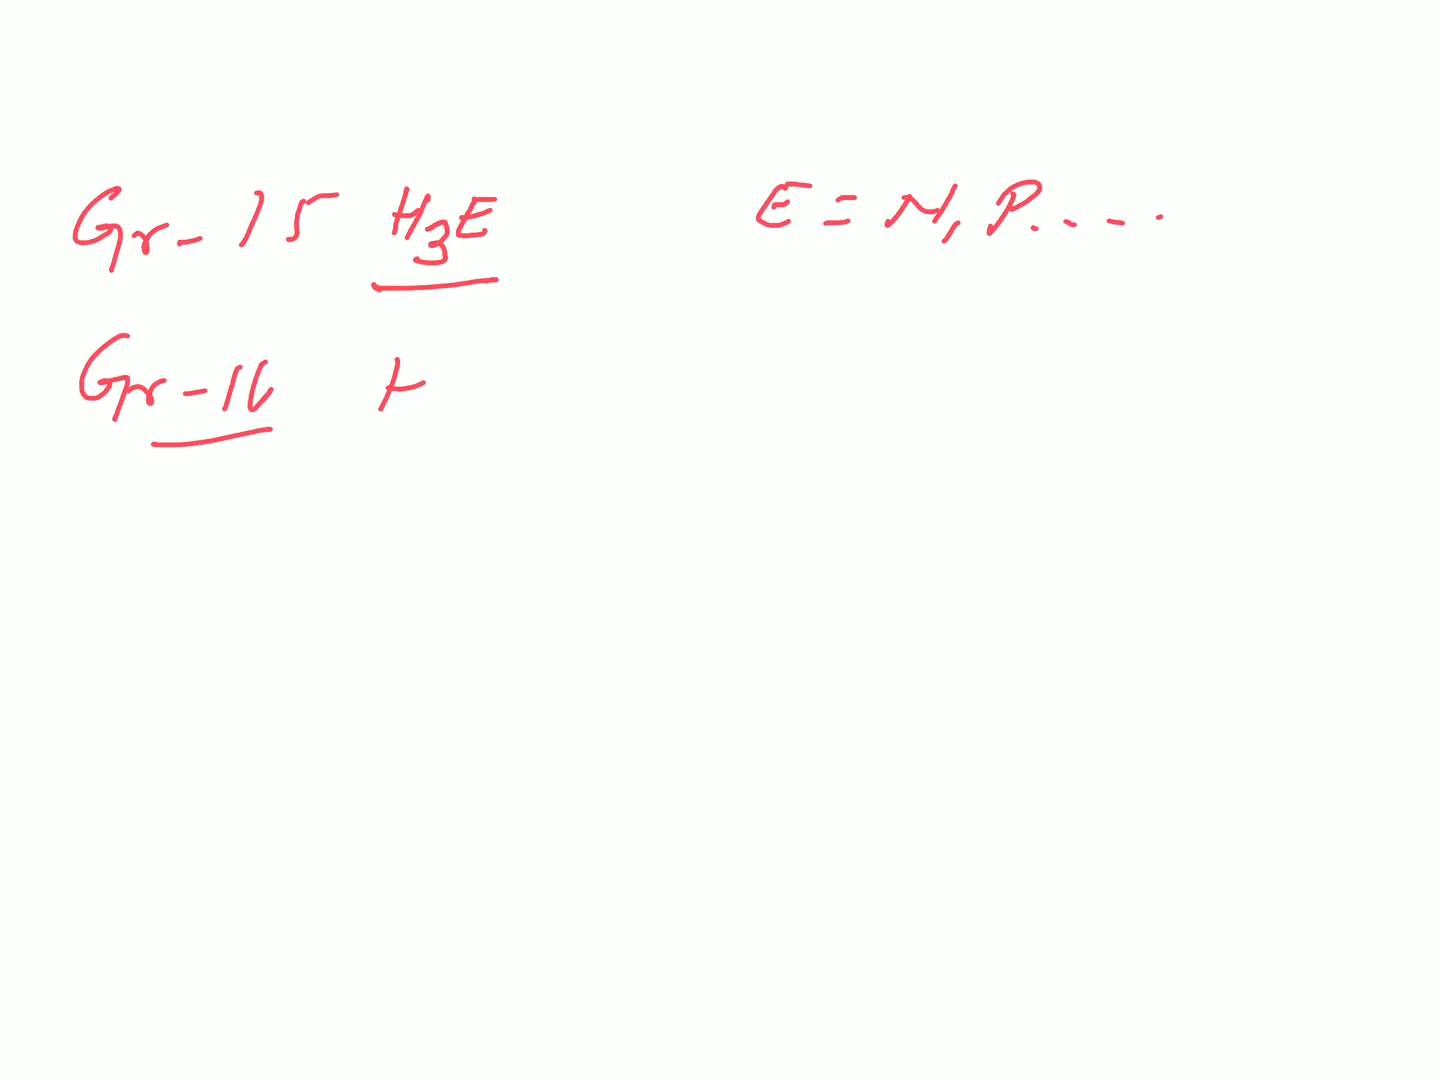 Gr-15 H3E E = N, P. - - .
Gr-16